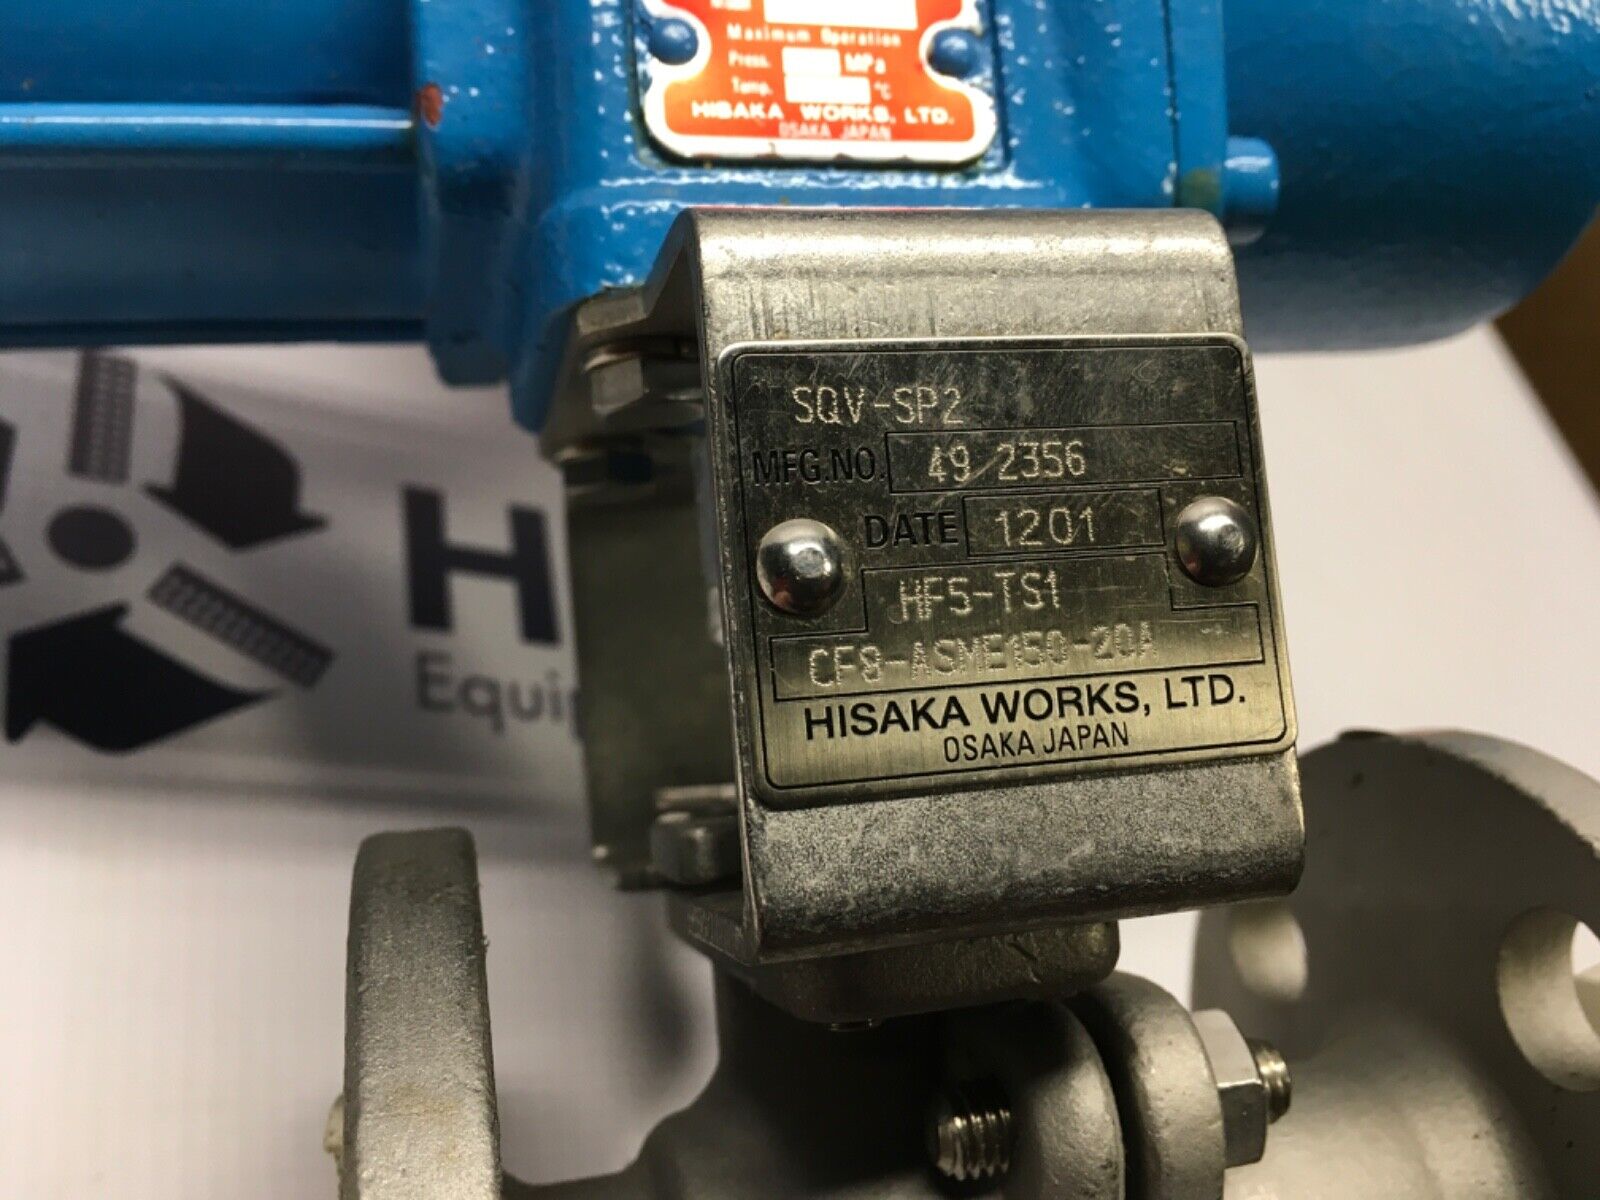 Maximum Operation
Press. MPa
Temp. °C
HISAKA WORKS, LTD.
OSAKA JAPAN
SQV-SP2
MFG.NO. 49 2356
DATE 1201
HF5-TS1
CF8-ASME150-20A
HISAKA WORKS, LTD.
OSAKA JAPAN
H
Equi